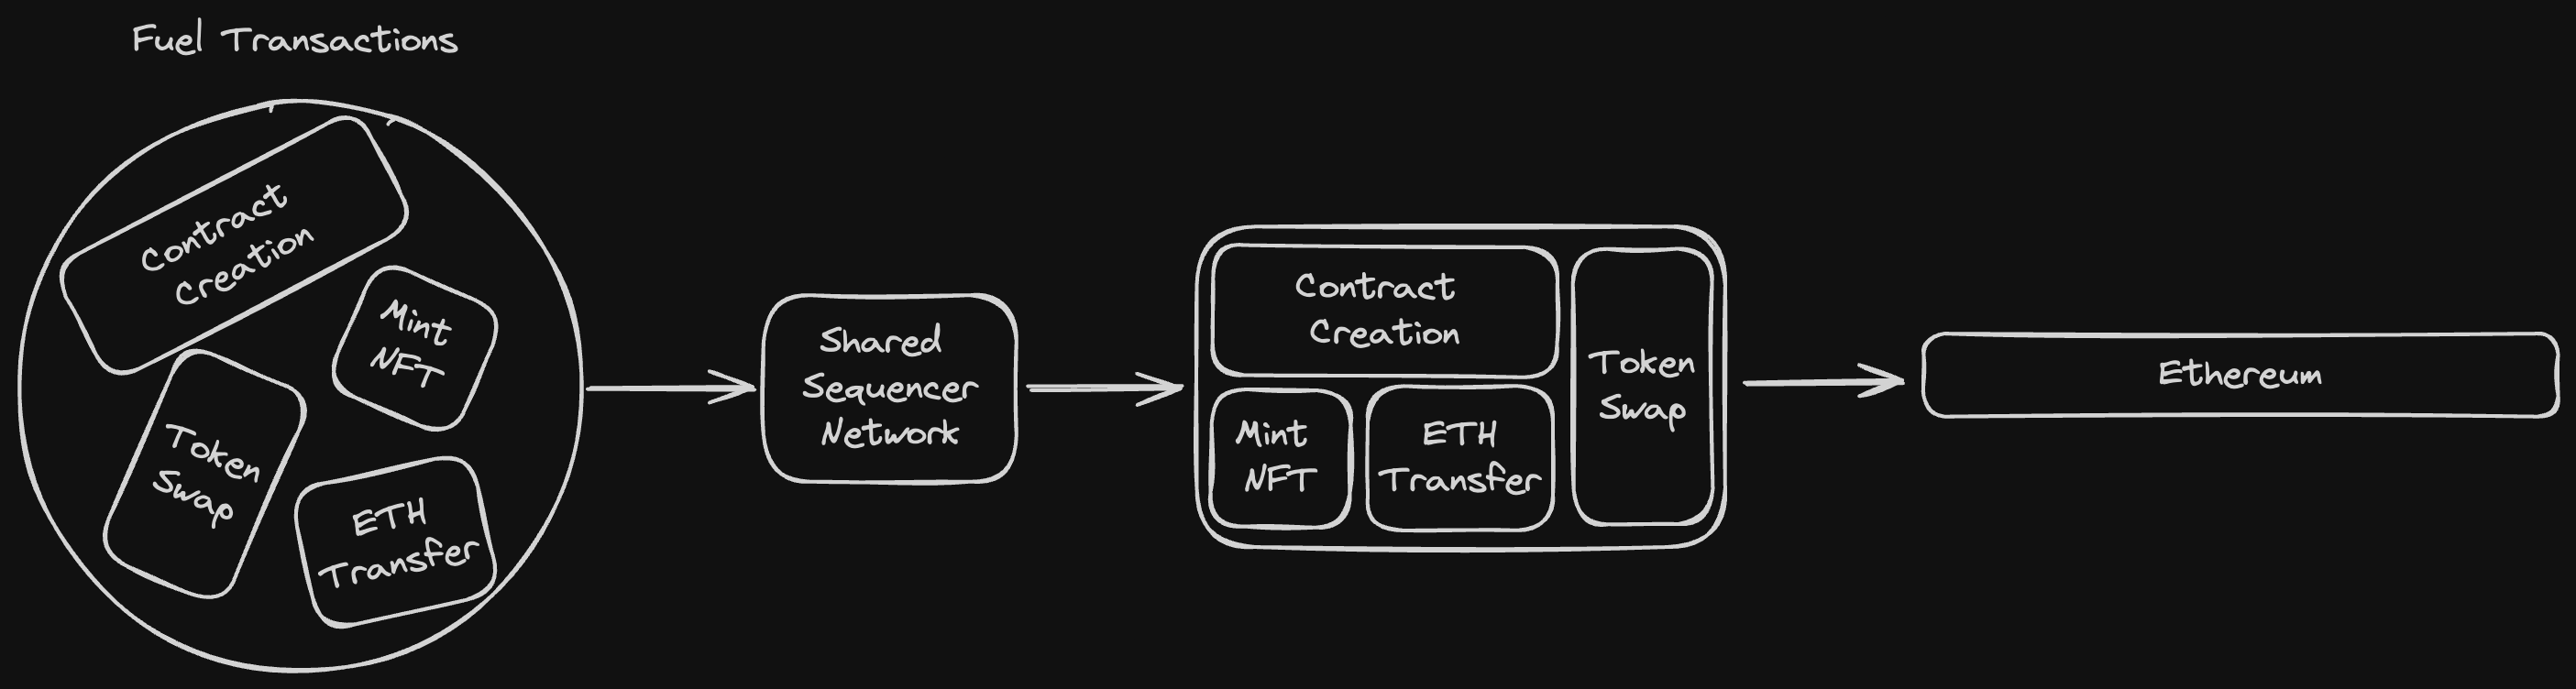 Fuel Transactions
Contract
Creation
Mint
NFT
Token
Swap
ETH
Transfer
Shared
Sequencer
Network
Contract
Creation
Mint
NFT
ETH
Transfer
Token
Swap
Ethereum